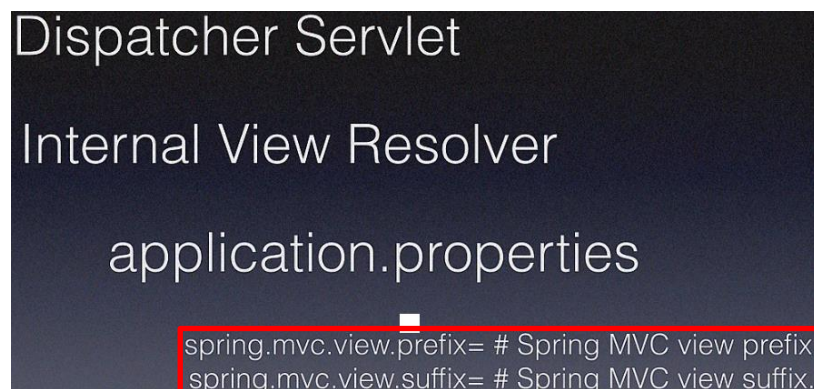 Dispatcher Servlet
Internal View Resolver
application.properties
spring.mvc.view.prefix= # Spring MVC view prefix
spring.mvc.view.suffix= # Spring MVC view suffix.